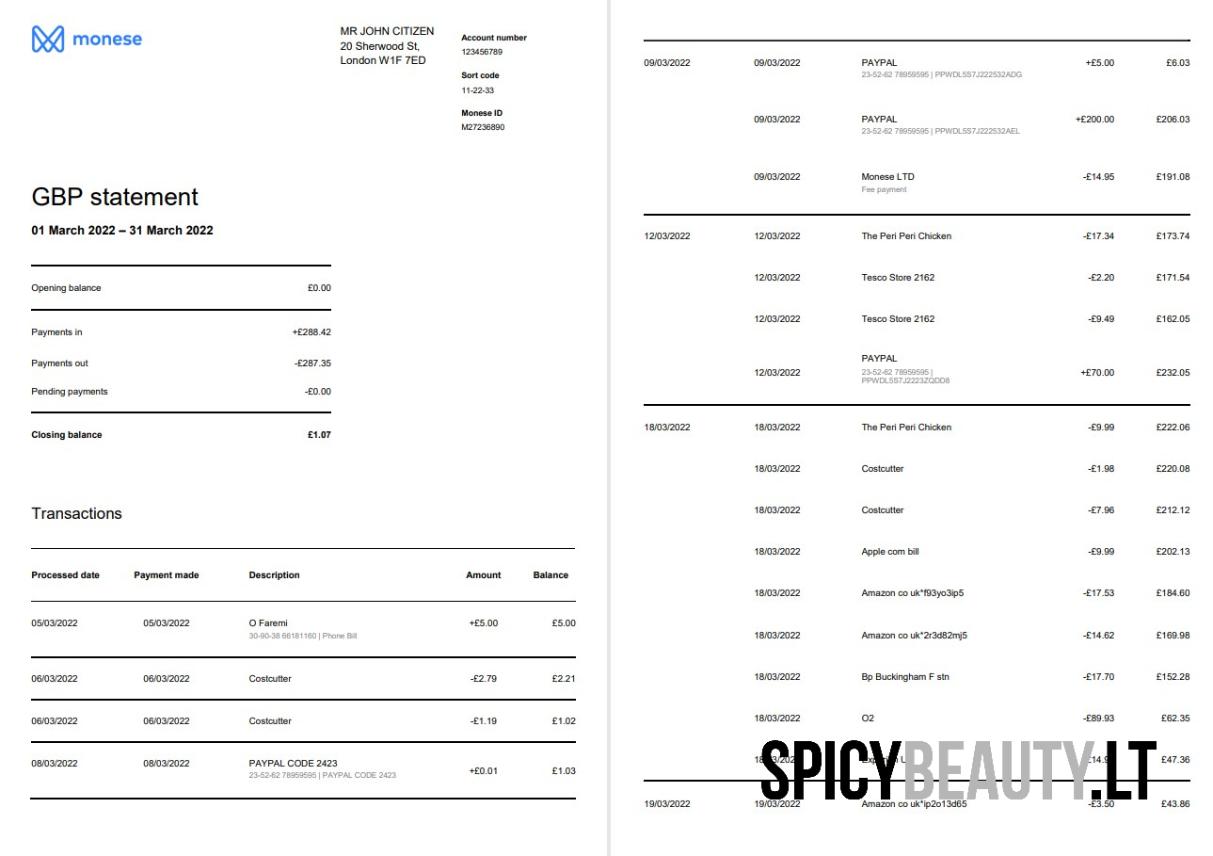 monese
MR JOHN CITIZEN
20 Sherwood St,
London W1F 7ED
Account number
123456789
Sort code
11-22-33
Monese ID
M27236890
GBP statement
01 March 2022 – 31 March 2022
Opening balance £0.00
Payments in +£288.42
Payments out -£287.35
Pending payments -£0.00
Closing balance £1.07
Transactions
Processed date Payment made Description Amount Balance
05/03/2022 05/03/2022 O Faremi +£5.00 £5.00
30-90-38 66181160 | Phone Bill
06/03/2022 06/03/2022 Costcutter -£2.79 £2.21
06/03/2022 06/03/2022 Costcutter -£1.19 £1.02
08/03/2022 08/03/2022 PAYPAL CODE 2423 +£0.01 £1.03
23-52-62 78959595 | PAYPAL CODE 2423
09/03/2022 09/03/2022 PAYPAL +£5.00 £6.03
23-52-62 78959595 | PPWDL5S7J222532ADG
09/03/2022 PAYPAL +£200.00 £206.03
23-52-62 78959595 | PPWDL5S7J222532AEL
09/03/2022 Monese LTD -£14.95 £191.08
Fee payment
12/03/2022 12/03/2022 The Peri Peri Chicken -£17.34 £173.74
12/03/2022 Tesco Store 2162 -£2.20 £171.54
12/03/2022 Tesco Store 2162 -£9.49 £162.05
PAYPAL
12/03/2022 23-52-62 78959595 | +£70.00 £232.05
PPWDL5S7J2223ZQDD8
18/03/2022 18/03/2022 The Peri Peri Chicken -£9.99 £222.06
18/03/2022 Costcutter -£1.98 £220.08
18/03/2022 Costcutter -£7.96 £212.12
18/03/2022 Apple com bill -£9.99 £202.13
18/03/2022 Amazon co uk*f93yo3ip5 -£17.53 £184.60
18/03/2022 Amazon co uk*2r3d82mj5 -£14.62 £169.98
18/03/2022 Bp Buckingham F stn -£17.70 £152.28
18/03/2022 O2 -£89.93 £62.35
£47.36
SPICYBEAUTY.LT
19/03/2022 19/03/2022 Amazon co uk*ip2o13d65 -£3.50 £43.86